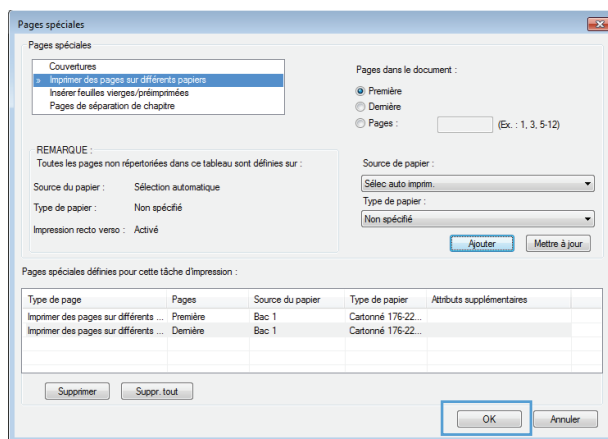 Pages spéciales
Pages spéciales
Couvertures
» Imprimer des pages sur différents papiers
Insérer feuilles vierges/préimprimées
Pages de séparation de chapitre
Pages dans le document :
Première
Dernière
Pages : (Ex. : 1, 3, 5-12)
REMARQUE :
Toutes les pages non répertoriées dans ce tableau sont définies sur :
Source du papier : Sélection automatique
Type de papier : Non spécifié
Impression recto verso : Activé
Source de papier :
Sélec auto imprim.
Type de papier :
Non spécifié
Ajouter Mettre à jour
Pages spéciales définies pour cette tâche d'impression :
Type de page Pages Source du papier Type de papier Attributs supplémentaires
Imprimer des pages sur différents ... Première Bac 1 Cartonné 176-22...
Imprimer des pages sur différents ... Dernière Bac 1 Cartonné 176-22...
Supprimer Suppr. tout
OK Annuler